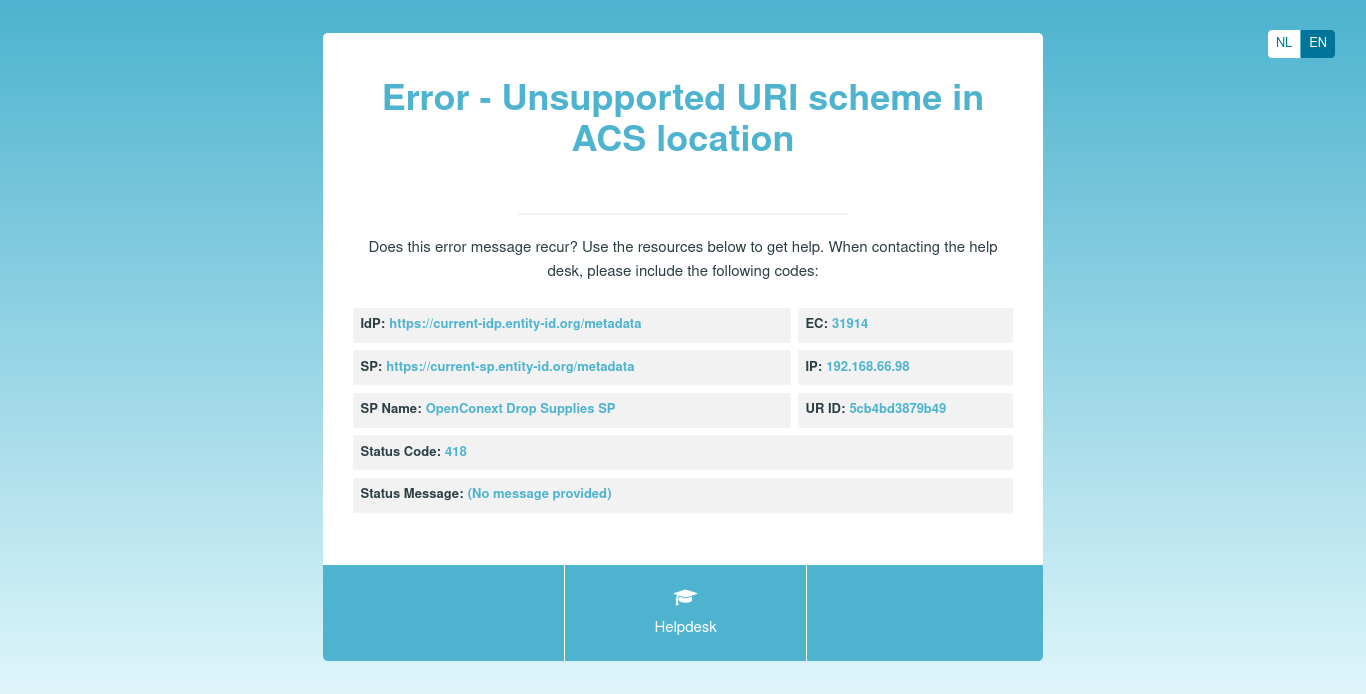 NL EN
Error - Unsupported URI scheme in
ACS location
Does this error message recur? Use the resources below to get help. When contacting the help
desk, please include the following codes:
IdP: https://current-idp.entity-id.org/metadata
EC: 31914
SP: https://current-sp.entity-id.org/metadata
IP: 192.168.66.98
SP Name: OpenConext Drop Supplies SP
UR ID: 5cb4bd3879b49
Status Code: 418
Status Message: (No message provided)
Helpdesk